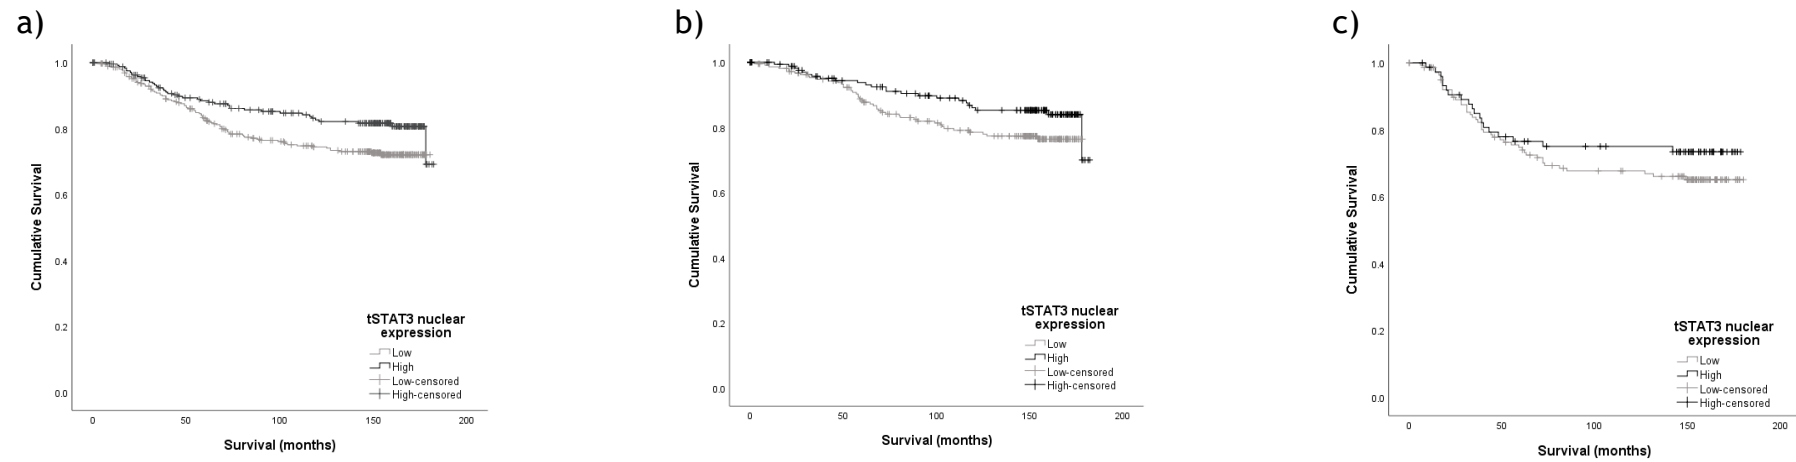 a)
1.0
0.8
0.6
0.4
0.2
0.0
Cumulative Survival
0 50 100 150 200
Survival (months)
tSTAT3 nuclear
expression
Low
High
Low-censored
High-censored
b)
1.0
0.8
0.6
0.4
0.2
0.0
Cumulative Survival
0 50 100 150 200
Survival (months)
tSTAT3 nuclear
expression
Low
High
Low-censored
High-censored
c)
1.0
0.8
0.6
0.4
0.2
0.0
Cumulative Survival
0 50 100 150 200
Survival (months)
tSTAT3 nuclear
expression
Low
High
Low-censored
High-censored